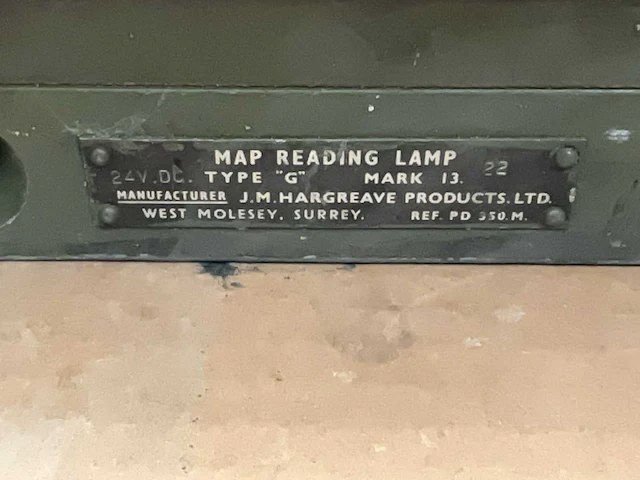 MAP READING LAMP
24V.DC. TYPE "G" MARK 13. 22
MANUFACTURER J.M.HARGREAVE PRODUCTS.LTD.
WEST MOLESEY, SURREY. REF. PD 350.M.